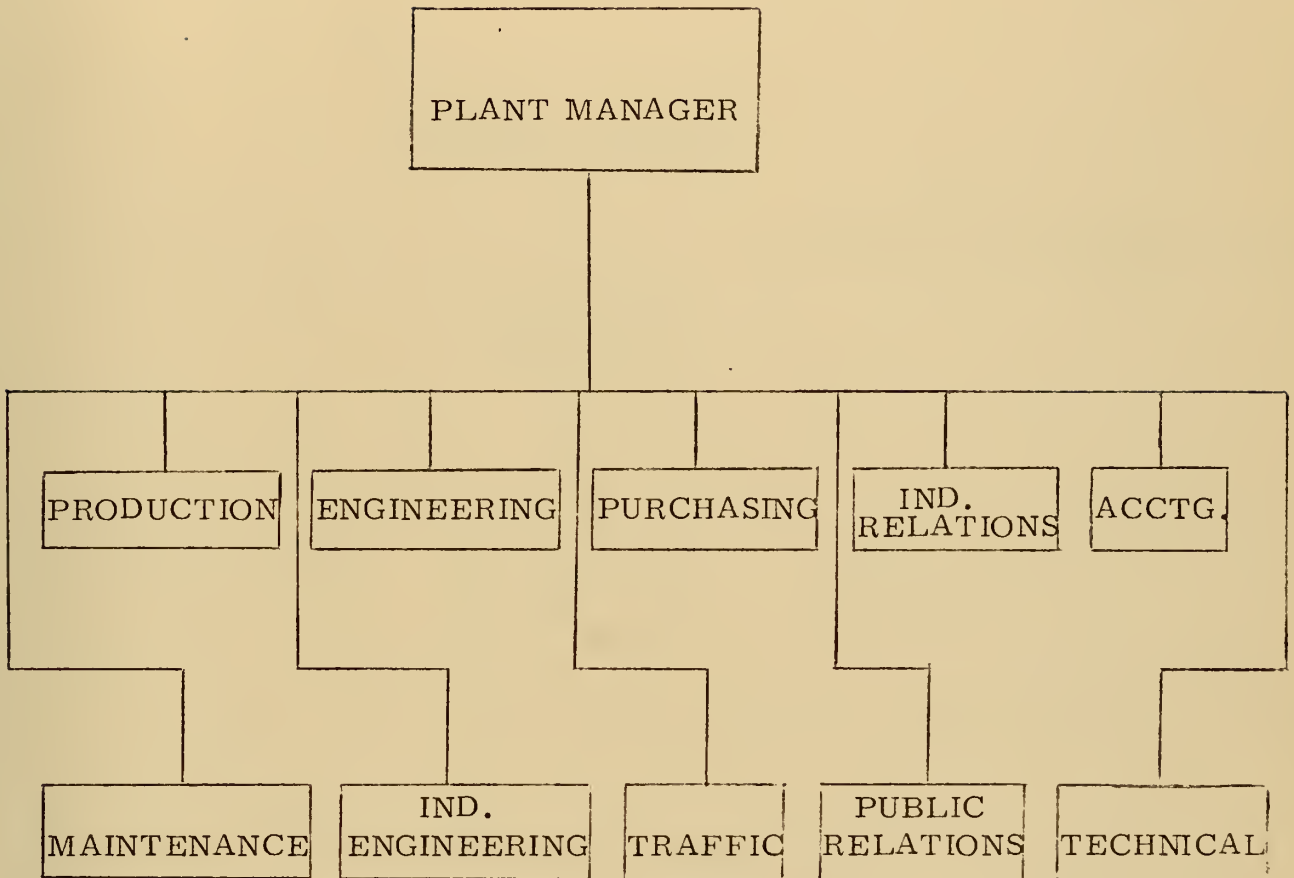 PLANT MANAGER
PRODUCTION
ENGINEERING
PURCHASING
IND.
RELATIONS
ACCTG.
MAINTENANCE
IND.
ENGINEERING
TRAFFIC
PUBLIC
RELATIONS
TECHNICAL